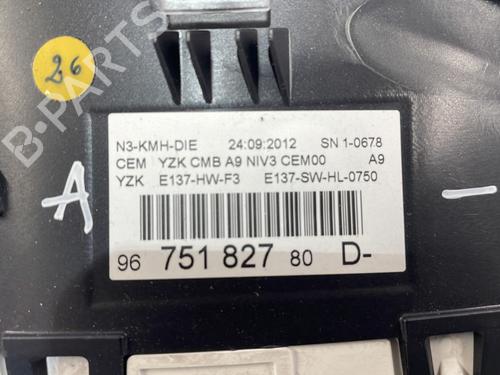 26
B-PARTS
N3-KMH-DIE 24:09:2012 SN 1-0678
CEM YZK CMB A9 NIV3 CEM00 A9
YZK E137-HW-F3 E137-SW-HL-0750
A
96 751 827 80 D-